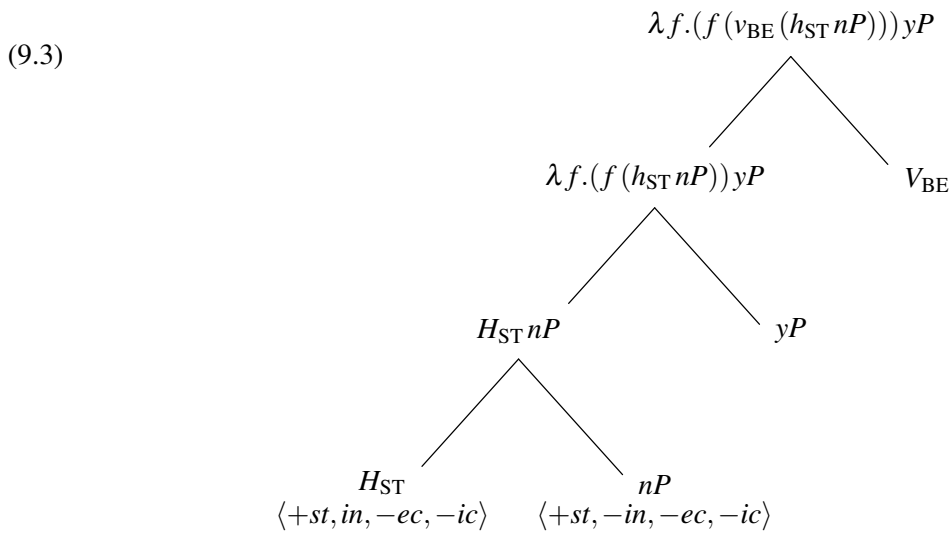 λf.(f(v_BE(h_ST nP)))yP
(9.3)
λf.(f(h_ST nP))yP
V_BE
H_ST nP
yP
H_ST nP
⟨+st,in,−ec,−ic⟩ ⟨+st,−in,−ec,−ic⟩